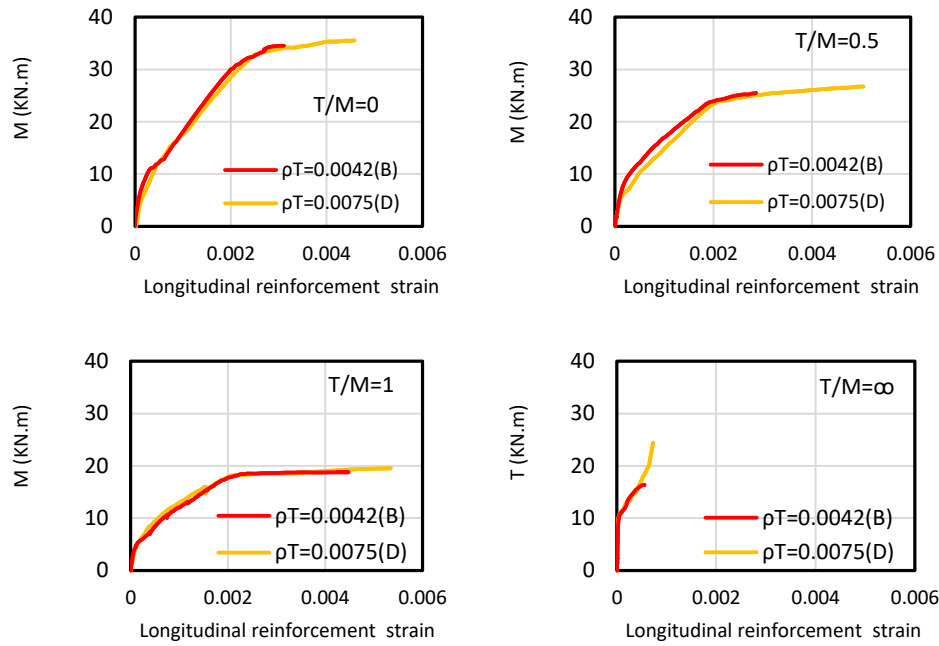 M (KN.m)
40
30
20
10
0
T/M=0
ρT=0.0042(B)
ρT=0.0075(D)
0 0.002 0.004 0.006
Longitudinal reinforcement strain
M (KN.m)
40
30
20
10
0
T/M=0.5
ρT=0.0042(B)
ρT=0.0075(D)
0 0.002 0.004 0.006
Longitudinal reinforcement strain
M (KN.m)
40
30
20
10
0
T/M=1
ρT=0.0042(B)
ρT=0.0075(D)
0 0.002 0.004 0.006
Longitudinal reinforcement strain
T (KN.m)
40
30
20
10
0
T/M=∞
ρT=0.0042(B)
ρT=0.0075(D)
0 0.002 0.004 0.006
Longitudinal reinforcement strain